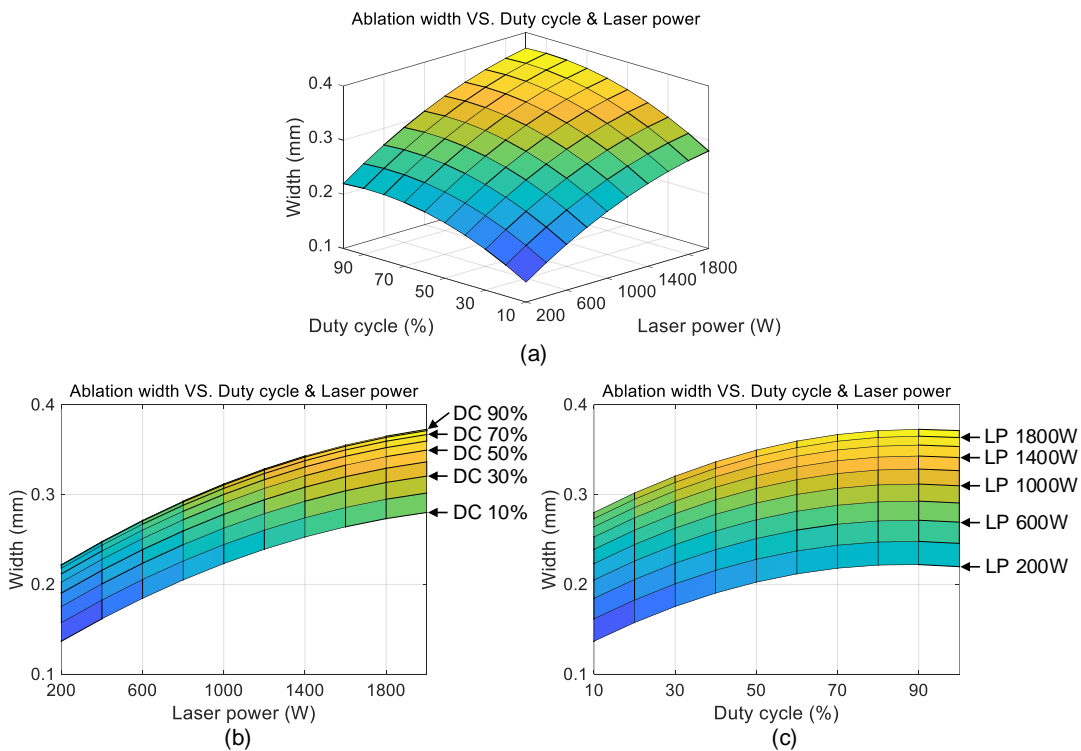 Ablation width VS. Duty cycle & Laser power
0.4
0.3
0.2
0.1
Width (mm)
90
70
50
30
10
200
600
1000
1400
1800
Duty cycle (%)
Laser power (W)
(a)
Ablation width VS. Duty cycle & Laser power
0.4
0.3
0.2
0.1
Width (mm)
DC 90%
DC 70%
DC 50%
DC 30%
DC 10%
200
600
1000
1400
1800
Laser power (W)
(b)
Ablation width VS. Duty cycle & Laser power
0.4
0.3
0.2
0.1
Width (mm)
LP 1800W
LP 1400W
LP 1000W
LP 600W
LP 200W
10
30
50
70
90
Duty cycle (%)
(c)